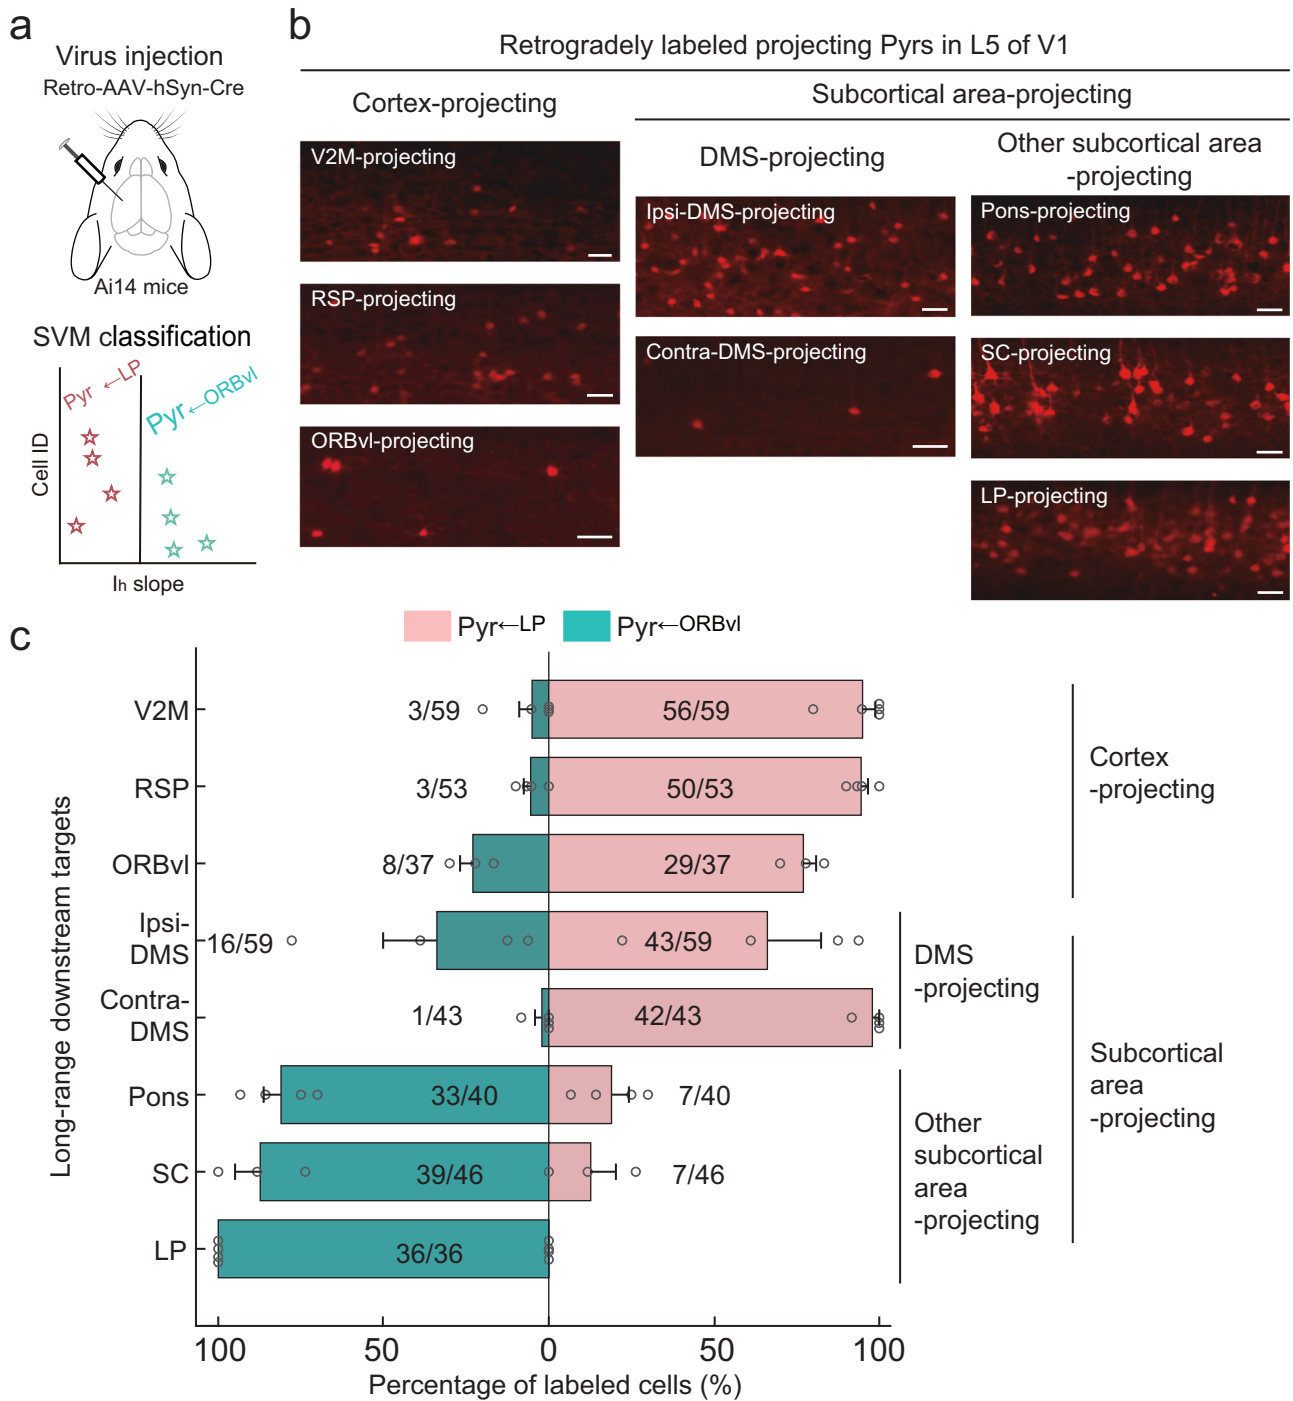 a
Virus injection
Retro-AAV-hSyn-Cre
Ai14 mice
SVM classification
Pyr ←LP
Pyr ←ORBvl
Cell ID
Ih slope
b
Retrogradely labeled projecting Pyrs in L5 of V1
Cortex-projecting
Subcortical area-projecting
DMS-projecting
Other subcortical area
-projecting
V2M-projecting
RSP-projecting
ORBvl-projecting
Ipsi-DMS-projecting
Contra-DMS-projecting
Pons-projecting
SC-projecting
LP-projecting
c
Pyr←LP
Pyr←ORBvl
Long-range downstream targets
V2M
3/59
56/59
RSP
3/53
50/53
ORBvl
8/37
29/37
Ipsi-
DMS
16/59
43/59
Contra-
DMS
1/43
42/43
Pons
33/40
7/40
SC
39/46
7/46
LP
36/36
Cortex
-projecting
DMS
-projecting
Other
subcortical
area
-projecting
Subcortical
area
-projecting
100
50
0
50
100
Percentage of labeled cells (%)